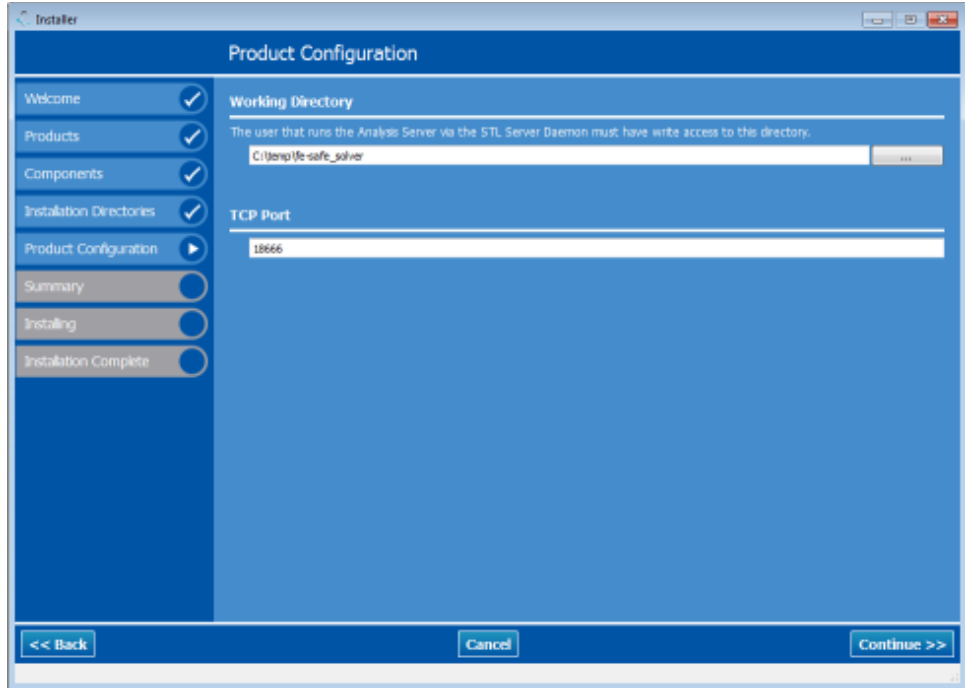 Installer
Product Configuration
Welcome
Products
Components
Installation Directories
Product Configuration
Summary
Installing
Installation Complete
Working Directory
The user that runs the Analysis Server via the STL Server Daemon must have write access to this directory.
C:\temp\fe-safe_solver
...
TCP Port
18666
<< Back
Cancel
Continue >>